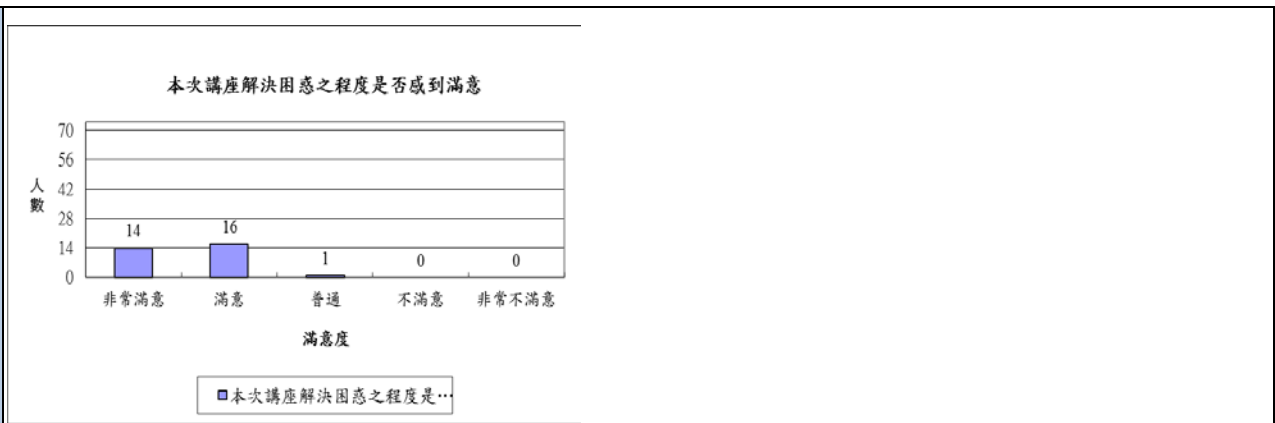 本次講座解決困惑之程度是否感到滿意
70
56
42
28
14
0
人數
14
16
1
0
0
非常滿意
滿意
普通
不滿意
非常不滿意
滿意度
本次講座解決困惑之程度是…